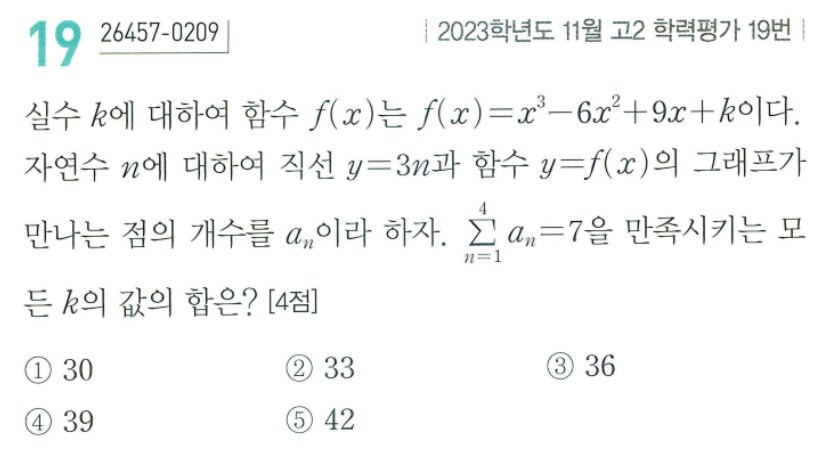 19 26457-0209 | 2023학년도 11월 고2 학력평가 19번 |
실수 k에 대하여 함수 f(x)는 f(x)=x³−6x²+9x+k이다.
자연수 n에 대하여 직선 y=3n과 함수 y=f(x)의 그래프가
만나는 점의 개수를 aₙ이라 하자. ∑ₙ₌₁⁴ aₙ=7을 만족시키는 모
든 k의 값의 합은? [4점]
① 30 ② 33 ③ 36
④ 39 ⑤ 42